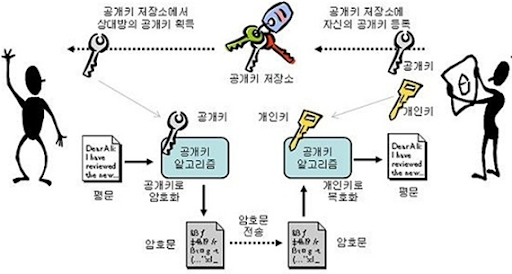 공개키 저장소에서
상대방의 공개키 획득
공개키 저장소에
자신의 공개키 등록
공개키 저장소
공개키
개인키
공개키
개인키
DearAli:
I have
reviewed
the new...
평문
공개키
알고리즘
공개키로
암호화
공개키
알고리즘
개인키로
복호화
DearAli:
I have
reviewed
the new...
평문
암호문
암호문
전송
암호문